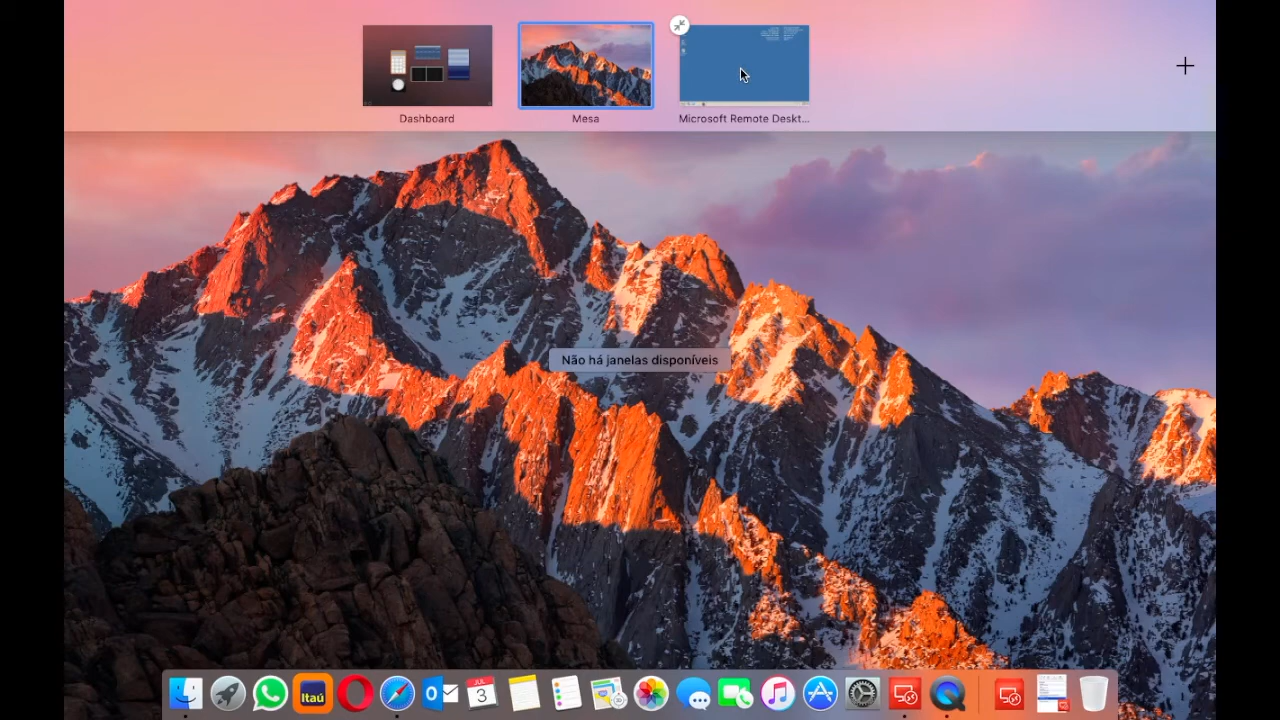 Dashboard
Mesa
Microsoft Remote Deskt...
Não há janelas disponíveis
Itaú
JUL
3